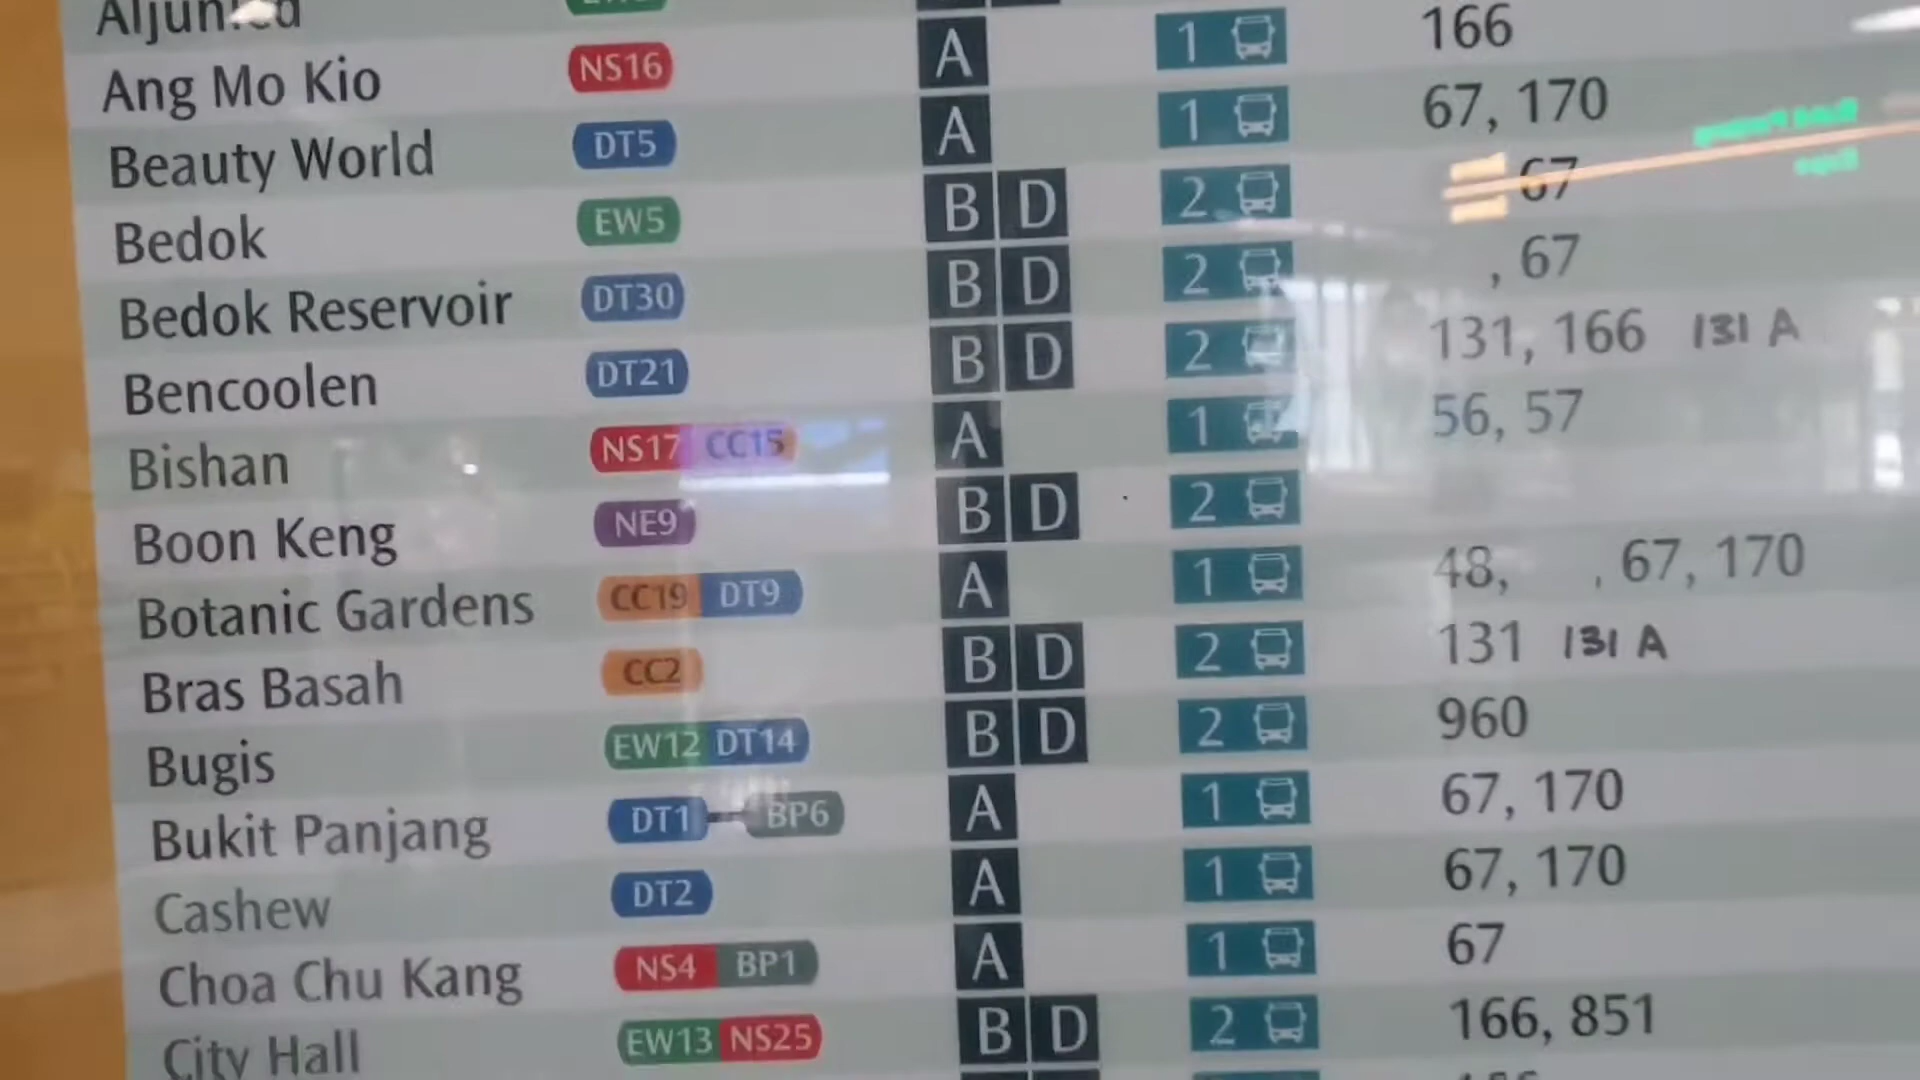 Aljunied
Ang Mo Kio NS16 A 1 166
Beauty World DT5 A 1 67, 170
Bedok EW5 B D 2 67
Bedok Reservoir DT30 B D 2 , 67
Bencoolen DT21 B D 2 131, 166 131 A
Bishan NS17 CC15 A 1 56, 57
Boon Keng NE9 B D 2
Botanic Gardens CC19 DT9 A 1 48, , 67, 170
Bras Basah CC2 B D 2 131 131 A
Bugis EW12 DT14 B D 2 960
Bukit Panjang DT1 BP6 A 1 67, 170
Cashew DT2 A 1 67, 170
Choa Chu Kang NS4 BP1 A 1 67
City Hall EW13 NS25 B D 2 166, 851